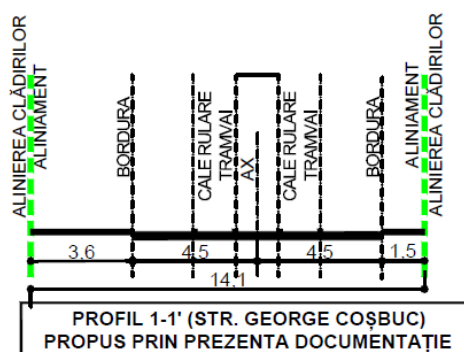 ALINIEREA CLĂDIRILOR
ALINIAMENT
BORDURA
CALE RULARE
TRAMVAI
AX
CALE RULARE
TRAMVAI
BORDURA
ALINIAMENT
ALINIEREA CLĂDIRILOR
3,6 4,5 4,5 1,5
14,1
PROFIL 1-1' (STR. GEORGE COȘBUC)
PROPUS PRIN PREZENTA DOCUMENTAȚIE